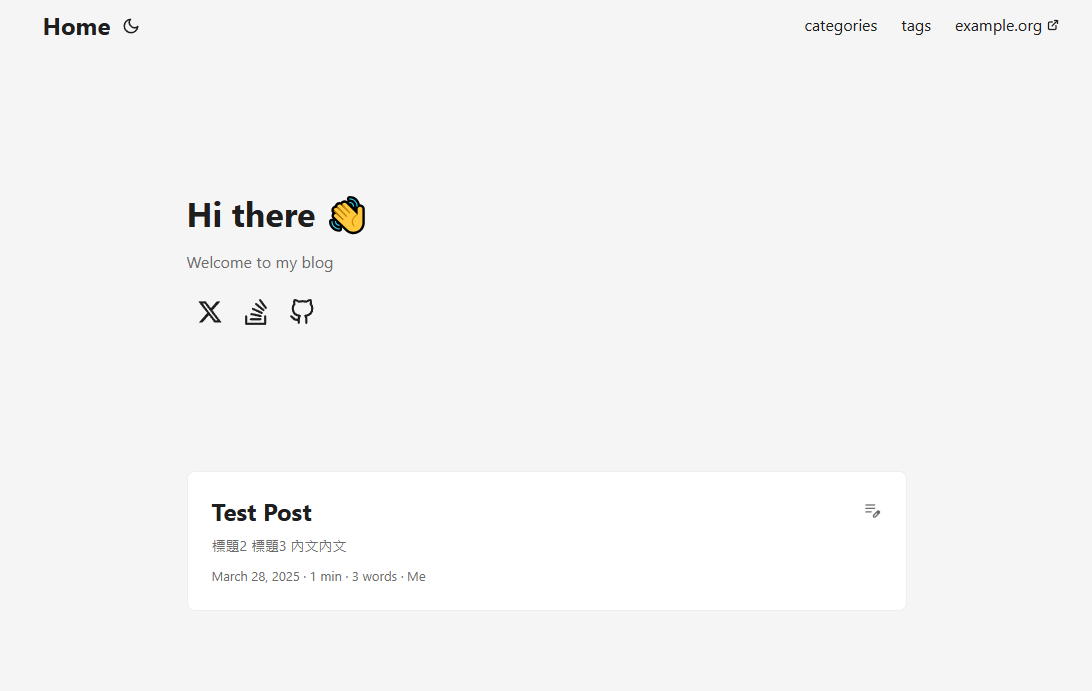 Home
categories tags example.org
Hi there 👋
Welcome to my blog
Test Post
標題2 標題3 內文內文
March 28, 2025 · 1 min · 3 words · Me